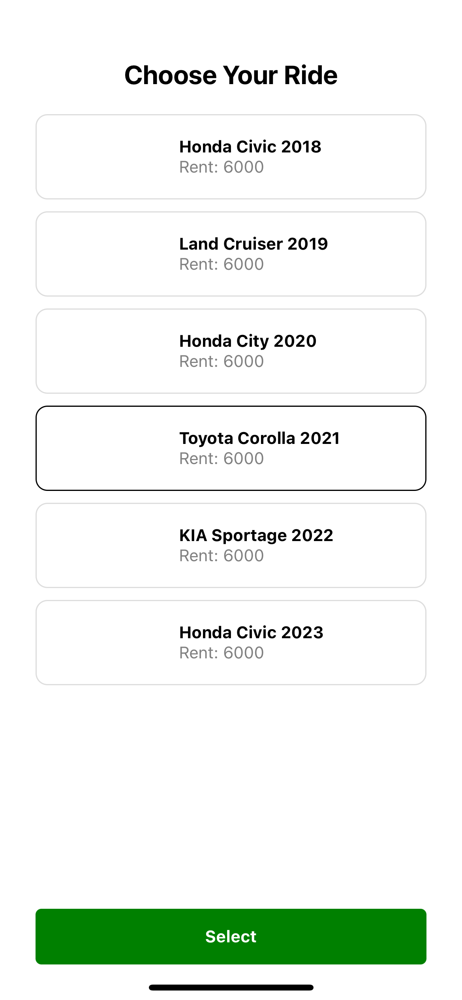 Choose Your Ride
Honda Civic 2018
Rent: 6000
Land Cruiser 2019
Rent: 6000
Honda City 2020
Rent: 6000
Toyota Corolla 2021
Rent: 6000
KIA Sportage 2022
Rent: 6000
Honda Civic 2023
Rent: 6000
Select